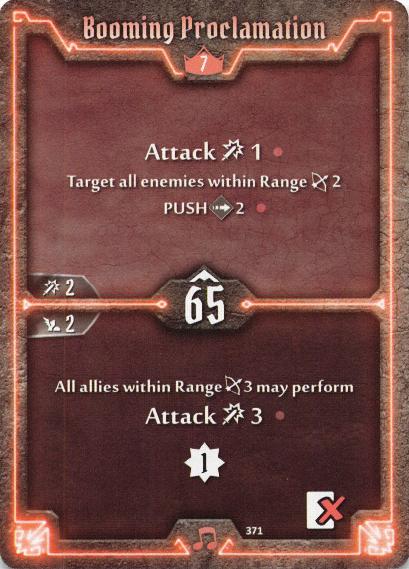 Booming Proclamation
7
Attack 1
Target all enemies within Range 2
PUSH 2
2
65
2
All allies within Range 3 may perform
Attack 3
1
371